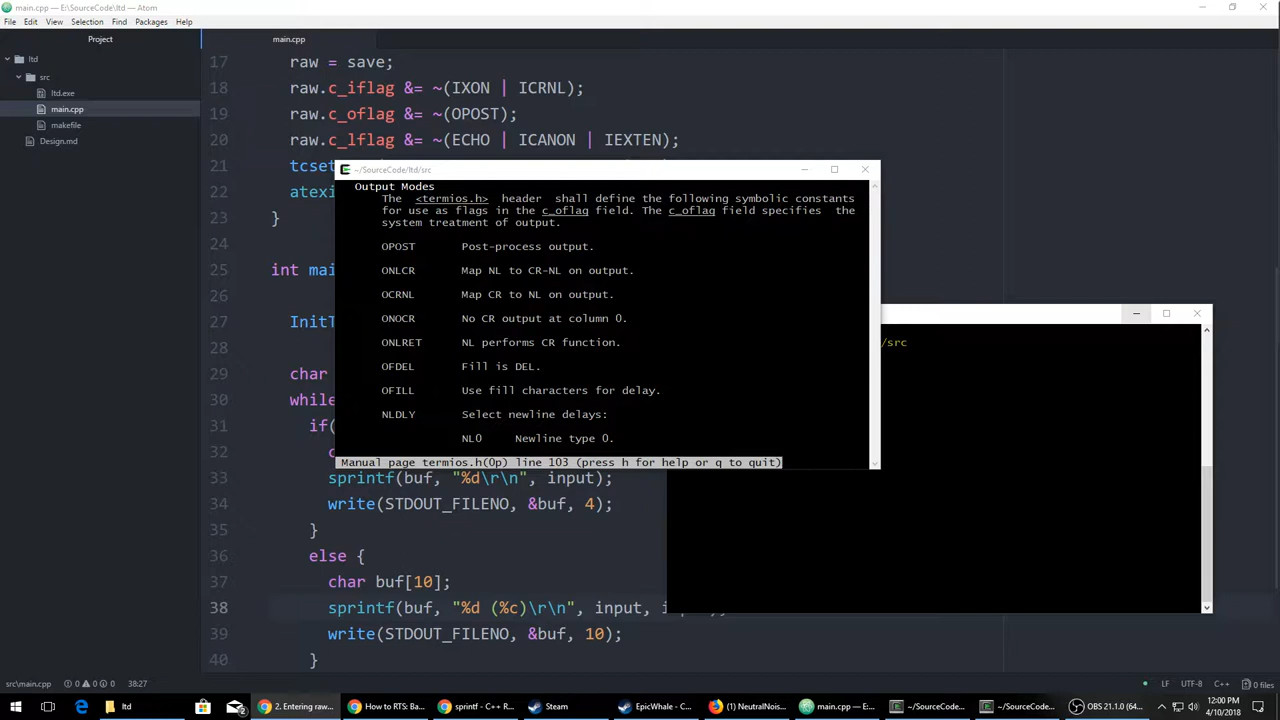 main.cpp — E:\SourceCode\ltd — Atom
File Edit View Selection Find Packages Help
Project
ltd
src
ltd.exe
main.cpp
makefile
Design.md
main.cpp
17 raw = save;
18 raw.c_iflag &= ~(IXON | ICRNL);
19 raw.c_oflag &= ~(OPOST);
20 raw.c_lflag &= ~(ECHO | ICANON | IEXTEN);
21 tcset
22 atexi
23 }
24
25 int mai
26
27 InitT
28
29 char
30 while
31 if(
32 c
33 sprintf(buf, "%d\r\n", input);
34 write(STDOUT_FILENO, &buf, 4);
35 }
36 else {
37 char buf[10];
38 sprintf(buf, "%d (%c)\r\n", input, i
39 write(STDOUT_FILENO, &buf, 10);
40 }
~/SourceCode/ltd/src
Output Modes
The <termios.h> header shall define the following symbolic constants
for use as flags in the c_oflag field. The c_oflag field specifies the
system treatment of output.
OPOST Post-process output.
ONLCR Map NL to CR-NL on output.
OCRNL Map CR to NL on output.
ONOCR No CR output at column 0.
ONLRET NL performs CR function.
OFDEL Fill is DEL.
OFILL Use fill characters for delay.
NLDLY Select newline delays:
NL0 Newline type 0.
Manual page termios.h(0p) line 103 (press h for help or q to quit)
/src
src\main.cpp 0 0 0 38:27
LF UTF-8 C++ 0 files
ltd
2
2. Entering raw...
How to RTS: Ba...
sprintf - C++ R...
Steam
EpicWhale - C...
(1) NeutralNois...
main.cpp — E:...
~/SourceCode/l...
~/SourceCode/l...
OBS 21.1.0 (64...
12:00 PM
4/10/2018